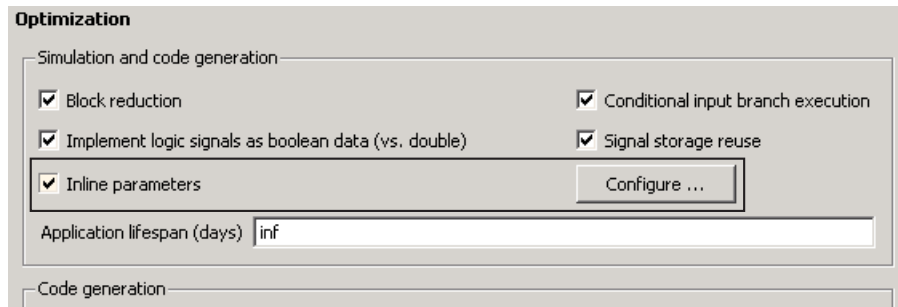 Optimization
Simulation and code generation
Block reduction
Conditional input branch execution
Implement logic signals as boolean data (vs. double)
Signal storage reuse
Inline parameters
Configure ...
Application lifespan (days) inf
Code generation